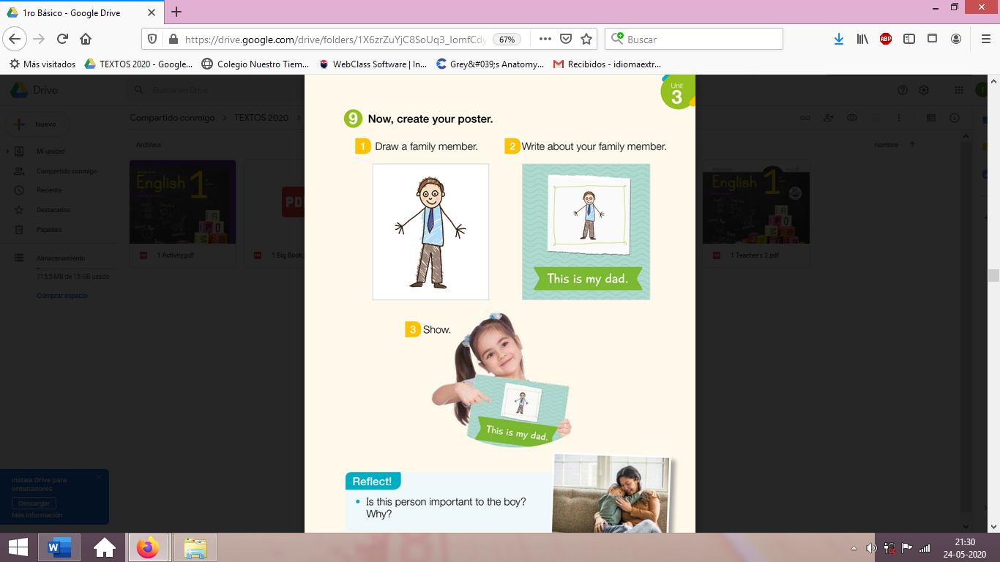 1ro Básico - Google Drive
https://drive.google.com/drive/folders/1X6zrZuYjC8SoUq3_IomfCdy
67%
Buscar
Más visitados
TEXTOS 2020 - Google...
Colegio Nuestro Tiem...
WebClass Software | In...
Grey&#039;s Anatomy...
Recibidos - idiomaextr...
ABP
Drive
Buscar en Drive
Nuevo
Compartido conmigo
TEXTOS 2020
Mi unidad
Compartido conmigo
Reciente
Destacados
Papelera
Almacenamiento
715,5 MB de 15 GB usado
Comprar espacio
Archivos
Nombre
English 1
1 Activity.pdf
PDF
1 Big Book.
English 1
1 Teacher's 2.pdf
Instala Drive para
ordenadores
Descargar
Más información
Unit
3
9 Now, create your poster.
1 Draw a family member.
2 Write about your family member.
This is my dad.
3 Show.
This is my dad.
Reflect!
• Is this person important to the boy?
Why?
21:30
24-05-2020